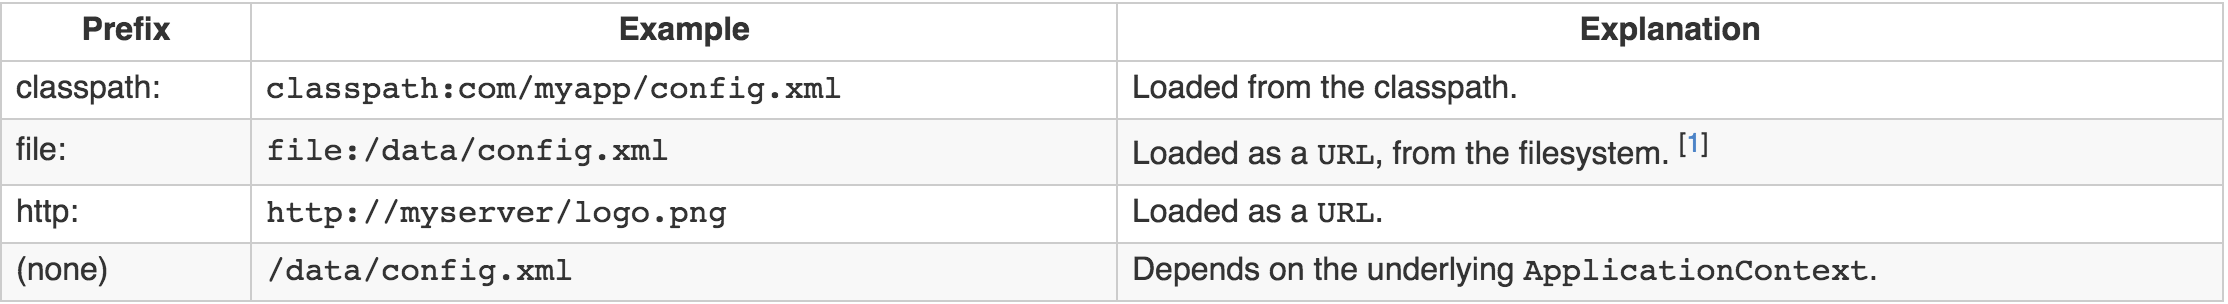 Prefix Example Explanation
classpath: classpath:com/myapp/config.xml Loaded from the classpath.
file: file:/data/config.xml Loaded as a URL, from the filesystem. [1]
http: http://myserver/logo.png Loaded as a URL.
(none) /data/config.xml Depends on the underlying ApplicationContext.